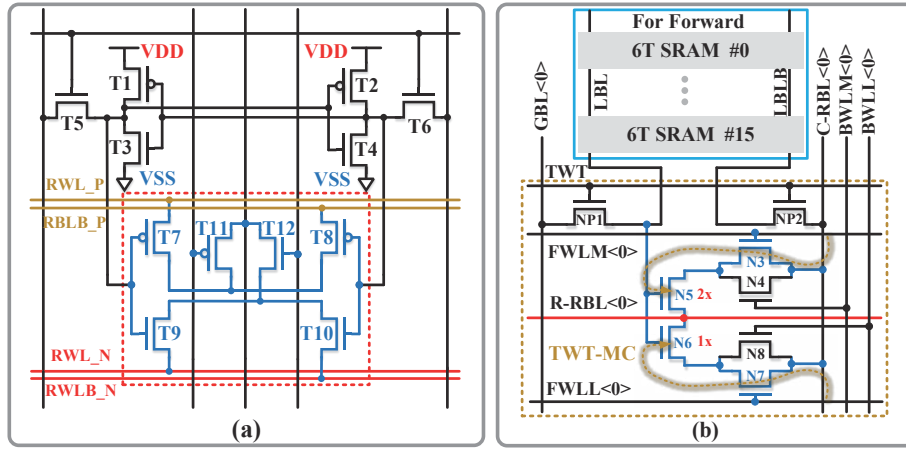 VDD
VDD
T1
T2
T5
T6
T3
T4
VSS
VSS
RWL_P
RBLB_P
T7
T11
T12
T8
T9
T10
RWL_N
RWLB_N
(a)
For Forward
6T SRAM #0
LBL
LBLB
6T SRAM #15
GBL<0>
C-RBL<0>
BWLM<0>
BWLL<0>
TWT
NP1
NP2
FWLM<0>
N3
N4
R-RBL<0>
N5 2x
N6 1x
TWT-MC
N8
N7
FWLL<0>
(b)